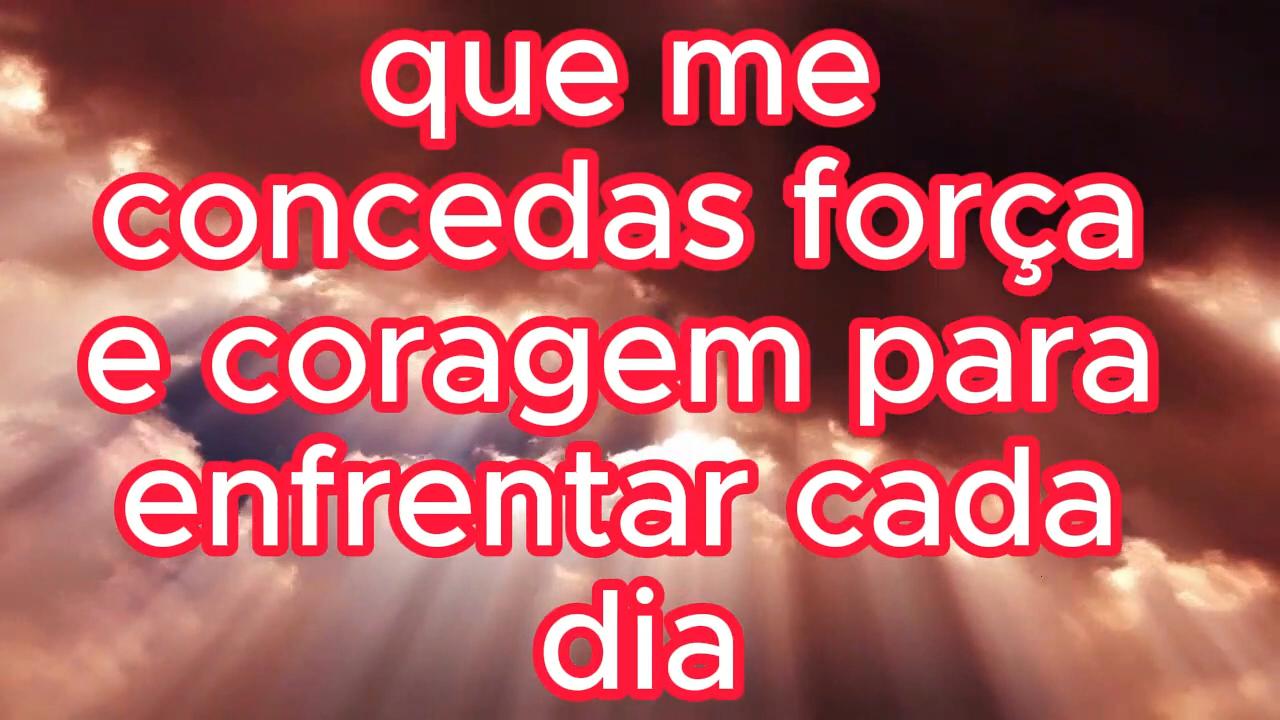 que me
concedas força
e coragem para
enfrentar cada
dia